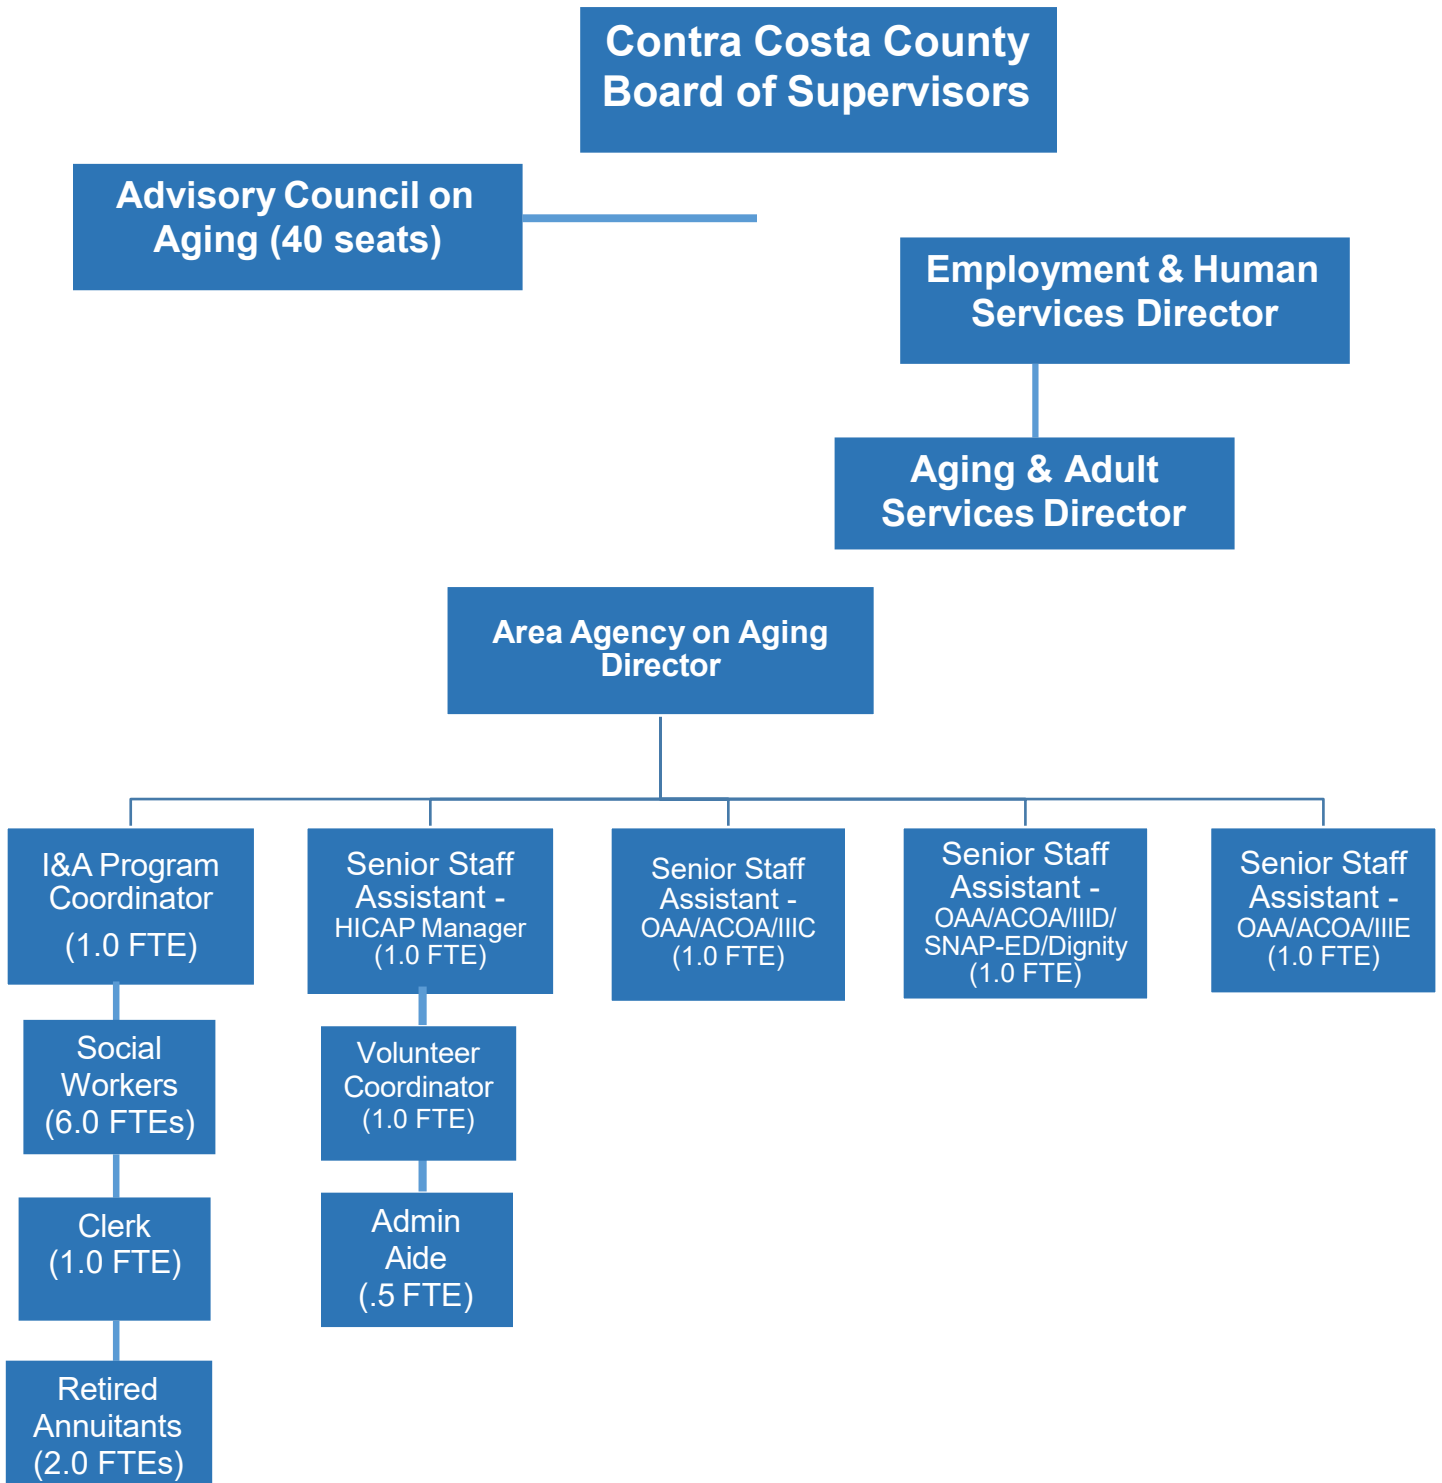 Contra Costa County
Board of Supervisors
Advisory Council on
Aging (40 seats)
Employment & Human
Services Director
Aging & Adult
Services Director
Area Agency on Aging
Director
I&A Program
Coordinator
(1.0 FTE)
Senior Staff
Assistant -
HICAP Manager
(1.0 FTE)
Senior Staff
Assistant -
OAA/ACOA/IIIC
(1.0 FTE)
Senior Staff
Assistant -
OAA/ACOA/IIID/
SNAP-ED/Dignity
(1.0 FTE)
Senior Staff
Assistant -
OAA/ACOA/IIIE
(1.0 FTE)
Social
Workers
(6.0 FTEs)
Volunteer
Coordinator
(1.0 FTE)
Clerk
(1.0 FTE)
Admin
Aide
(.5 FTE)
Retired
Annuitants
(2.0 FTEs)